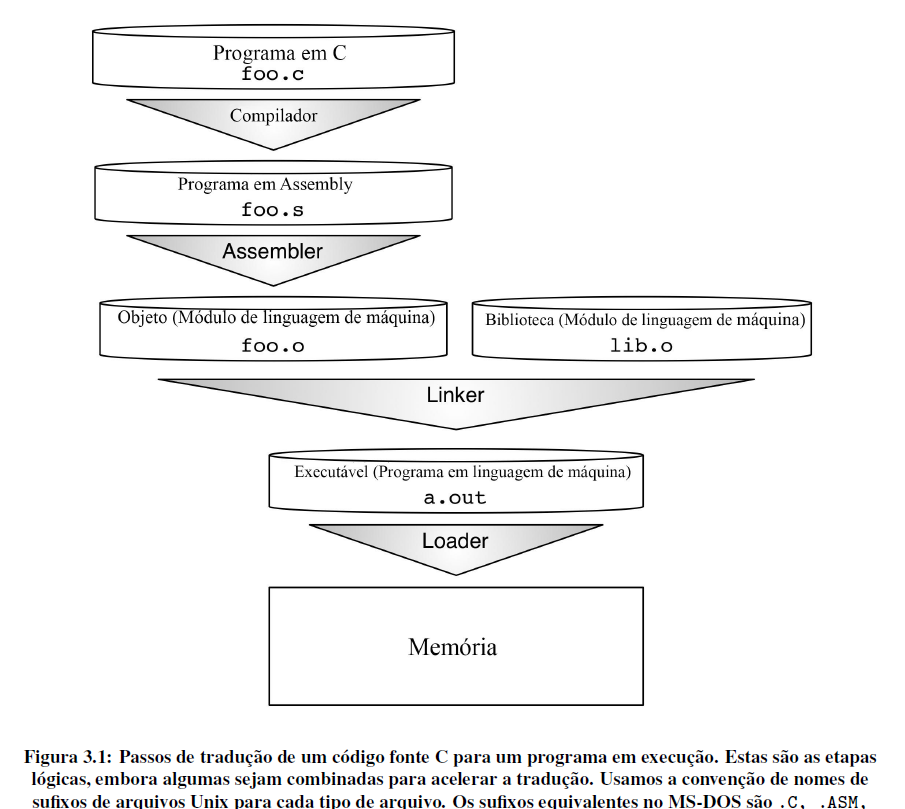 Programa em C
foo.c
Compilador
Programa em Assembly
foo.s
Assembler
Objeto (Módulo de linguagem de máquina)
foo.o
Biblioteca (Módulo de linguagem de máquina)
lib.o
Linker
Executável (Programa em linguagem de máquina)
a.out
Loader
Memória
Figura 3.1: Passos de tradução de um código fonte C para um programa em execução. Estas são as etapas
lógicas, embora algumas sejam combinadas para acelerar a tradução. Usamos a convenção de nomes de
sufixos de arquivos Unix para cada tipo de arquivo. Os sufixos equivalentes no MS-DOS são .C, .ASM,